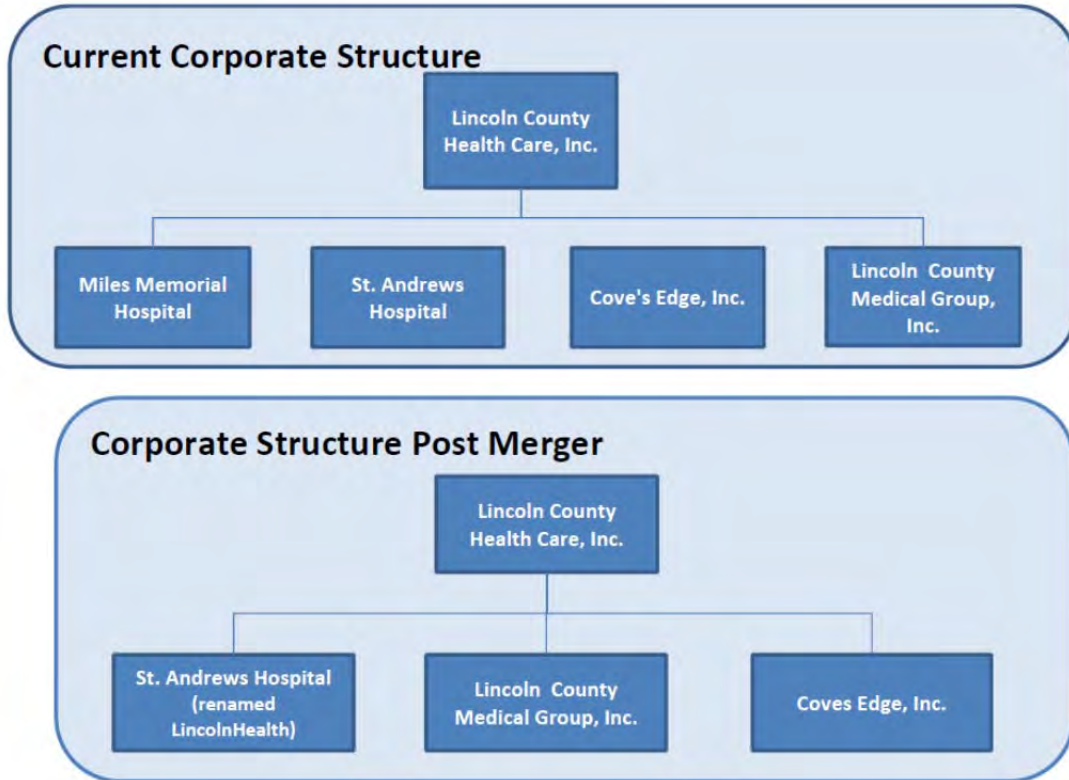 Current Corporate Structure
Lincoln County
Health Care, Inc.
Miles Memorial
Hospital
St. Andrews
Hospital
Cove's Edge, Inc.
Lincoln County
Medical Group,
Inc.
Corporate Structure Post Merger
Lincoln County
Health Care, Inc.
St. Andrews Hospital
(renamed
LincolnHealth)
Lincoln County
Medical Group, Inc.
Coves Edge, Inc.